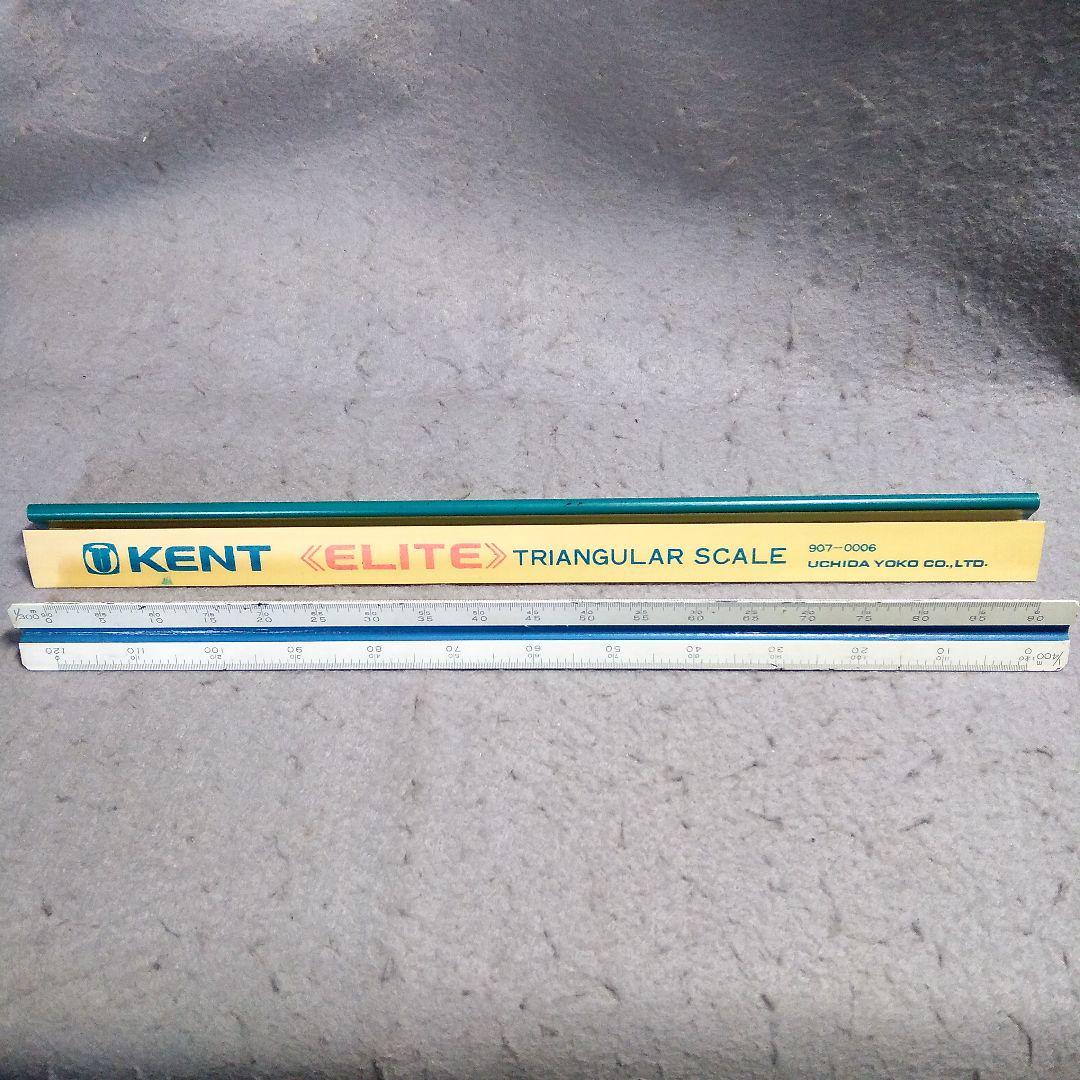 KENT 《ELITE》 TRIANGULAR SCALE 907-0006
UCHIDA YOKO CO.,LTD.
1/300 m
0 5 10 15 20 25 30 35 40 45 50 55 60 65 70 75 80 85 90
120 110 100 90 80 70 60 50 40 30 20 10 0
1/400 m